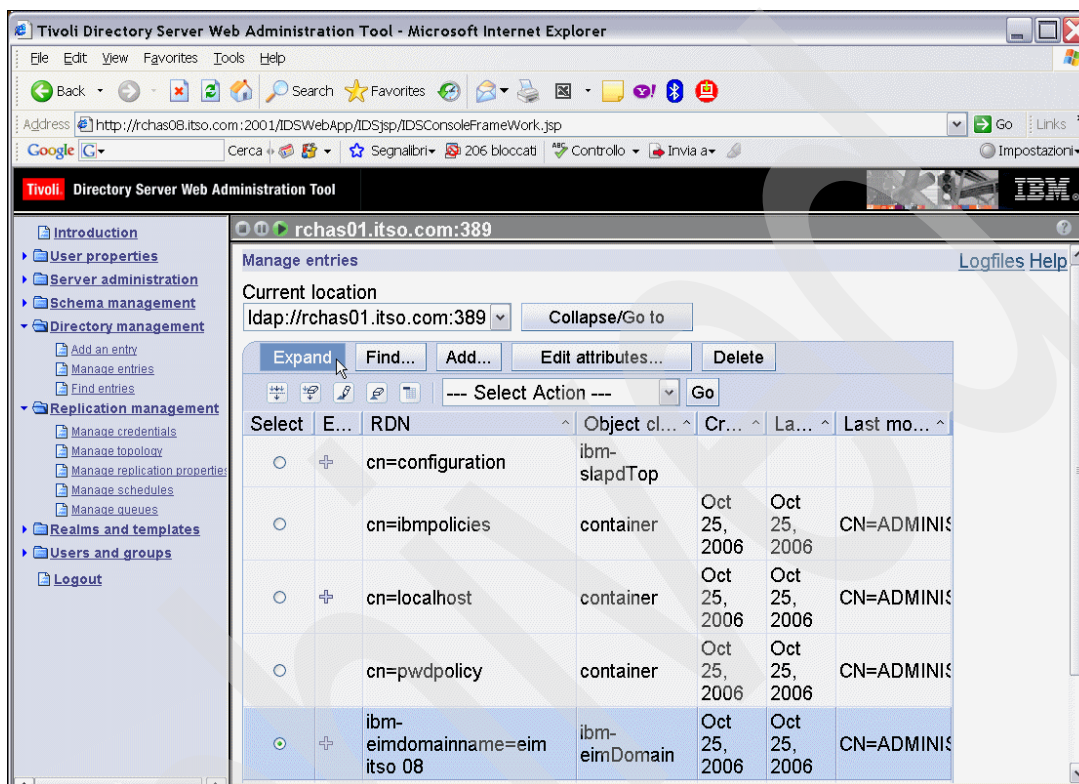 Tivoli Directory Server Web Administration Tool - Microsoft Internet Explorer
File Edit View Favorites Tools Help
Back Search Favorites
Address http://rchas08.itso.com:2001/IDSWebApp/IDSjsp/IDSConsoleFrameWork.jsp Go Links
Google G Cerca Segnalibri 206 bloccati ABC Controllo Invia a Impostazioni
Tivoli. Directory Server Web Administration Tool IBM
Introduction
User properties
Server administration
Schema management
Directory management
Add an entry
Manage entries
Find entries
Replication management
Manage credentials
Manage topology
Manage replication properties
Manage schedules
Manage queues
Realms and templates
Users and groups
Logout
rchas01.itso.com:389 ?
Manage entries Logfiles Help
Current location
ldap://rchas01.itso.com:389 Collapse/Go to
Expand Find... Add... Edit attributes... Delete
--- Select Action --- Go
Select E... RDN Object cl... Cr... La... Last mo...
cn=configuration ibm-
slapdTop
cn=ibmpolicies container Oct
25,
2006 Oct
25,
2006 CN=ADMINIS
cn=localhost container Oct
25,
2006 Oct
25,
2006 CN=ADMINIS
cn=pwdpolicy container Oct
25,
2006 Oct
25,
2006 CN=ADMINIS
ibm-
eimdomainname=eim
itso 08 ibm-
eimDomain Oct
25,
2006 Oct
25,
2006 CN=ADMINIS